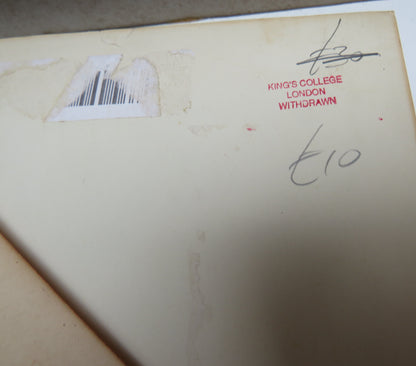 £30
KING'S COLLEGE
LONDON
WITHDRAWN
£10